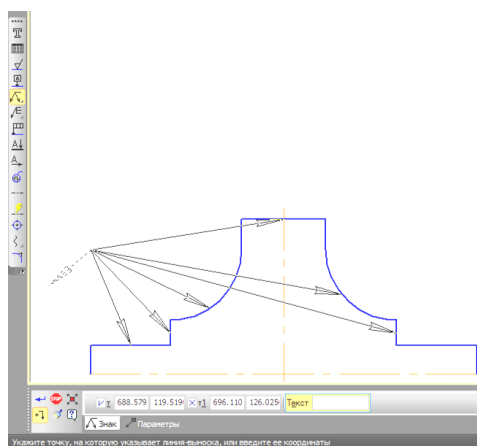 т 688.579 119.519 т1 696.110 126.025 Текст
Знак Параметры
Укажите точку, на которую указывает линия-выноска, или введите ее координаты